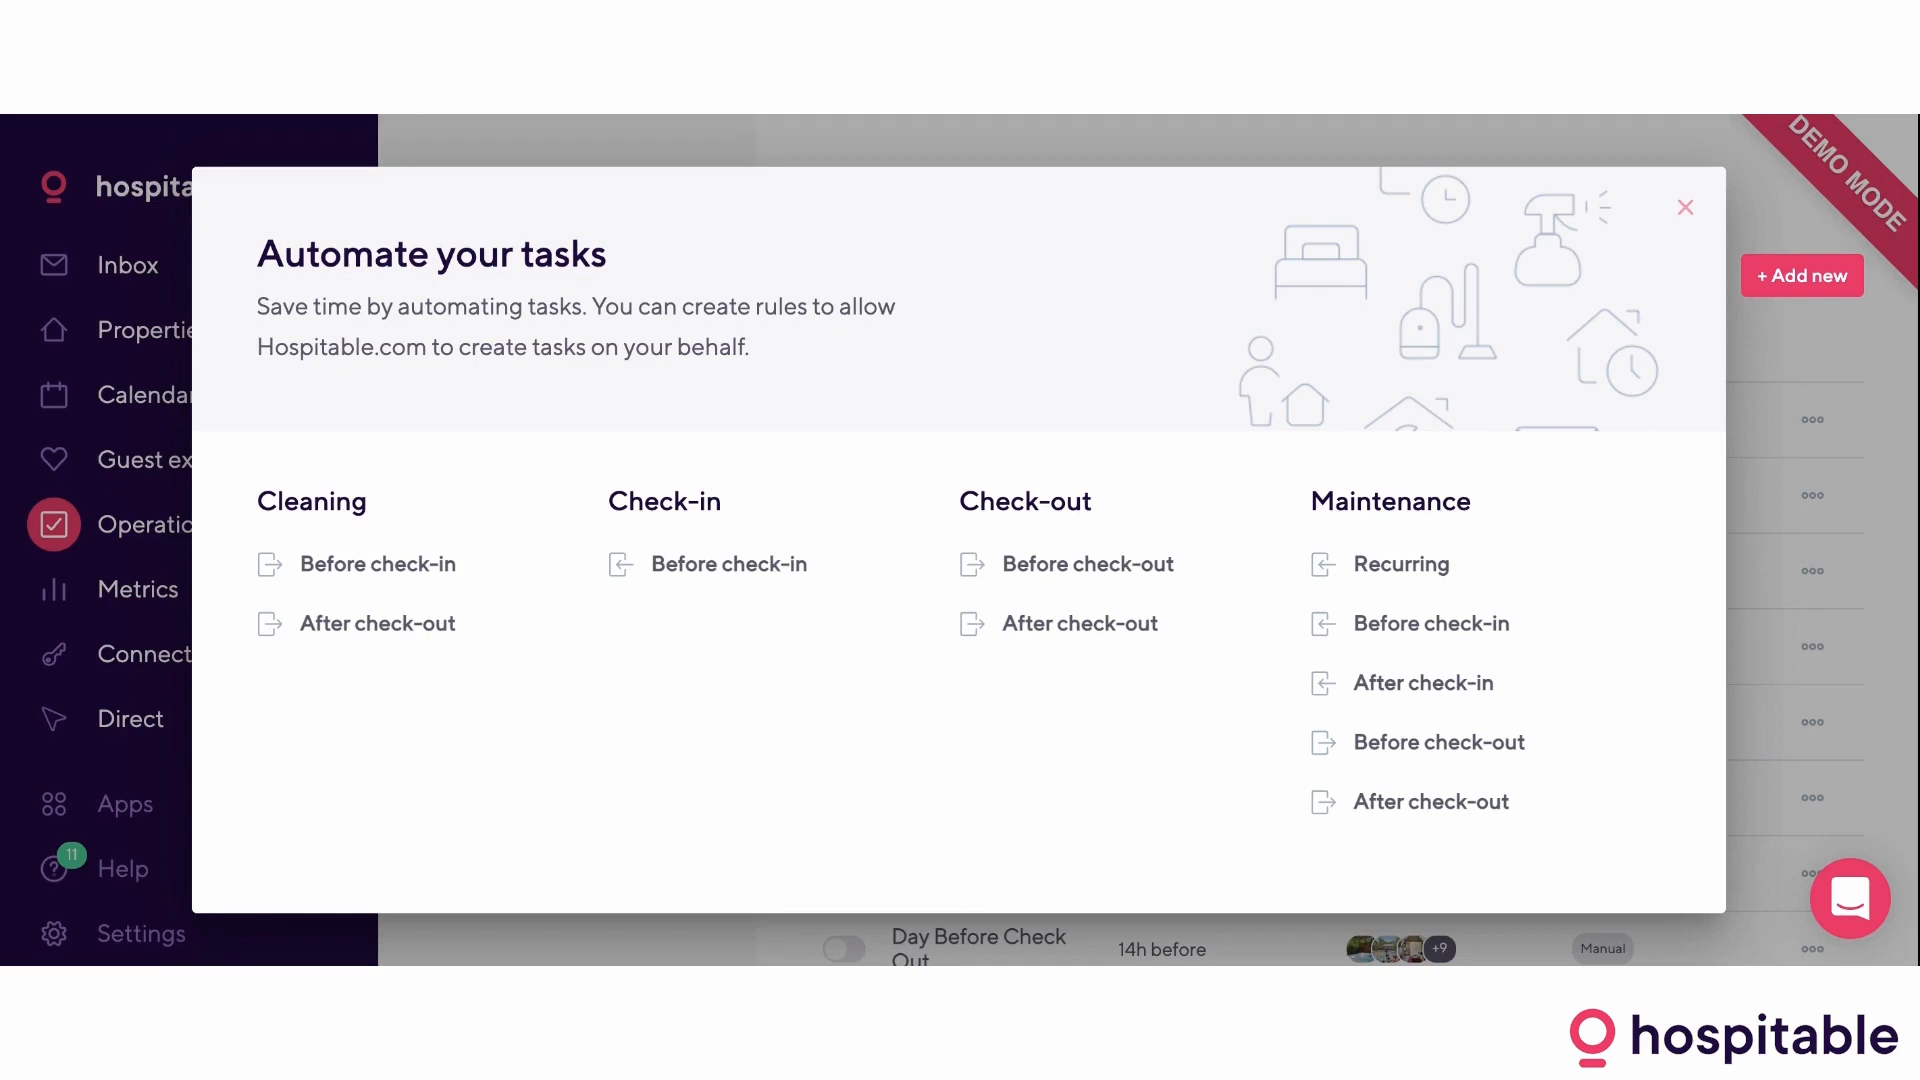 DEMO MODE
hospita
Inbox
Propertie
Calendar
Guest ex
Operatio
Metrics
Connect
Direct
Apps
11
Help
Settings
Automate your tasks
Save time by automating tasks. You can create rules to allow
Hospitable.com to create tasks on your behalf.
+ Add new
Cleaning
Before check-in
After check-out
Check-in
Before check-in
Check-out
Before check-out
After check-out
Maintenance
Recurring
Before check-in
After check-in
Before check-out
After check-out
Day Before Check
Out
14h before
+9
Manual
hospitable